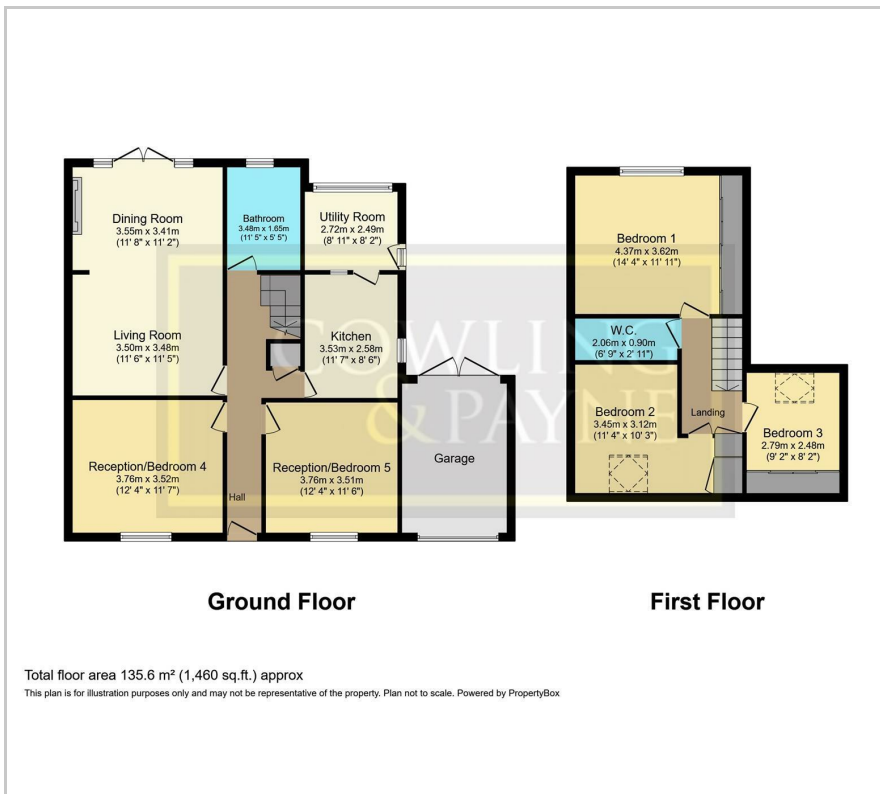 Dining Room
3.55m x 3.41m
(11' 8" x 11' 2")
Bathroom
3.48m x 1.65m
(11' 5" x 5' 5")
Utility Room
2.72m x 2.49m
(8' 11" x 8' 2")
Living Room
3.50m x 3.48m
(11' 6" x 11' 5")
Kitchen
3.53m x 2.58m
(11' 7" x 8' 6")
Reception/Bedroom 4
3.76m x 3.52m
(12' 4" x 11' 7")
Hall
Reception/Bedroom 5
3.76m x 3.51m
(12' 4" x 11' 6")
Garage
Bedroom 1
4.37m x 3.62m
(14' 4" x 11' 11")
W.C.
2.06m x 0.90m
(6' 9" x 2' 11")
Bedroom 2
3.45m x 3.12m
(11' 4" x 10' 3")
Landing
Bedroom 3
2.79m x 2.48m
(9' 2" x 8' 2")
COWLING
&PAYNE
Ground Floor
First Floor
Total floor area 135.6 m² (1,460 sq.ft.) approx
This plan is for illustration purposes only and may not be representative of the property. Plan not to scale. Powered by PropertyBox